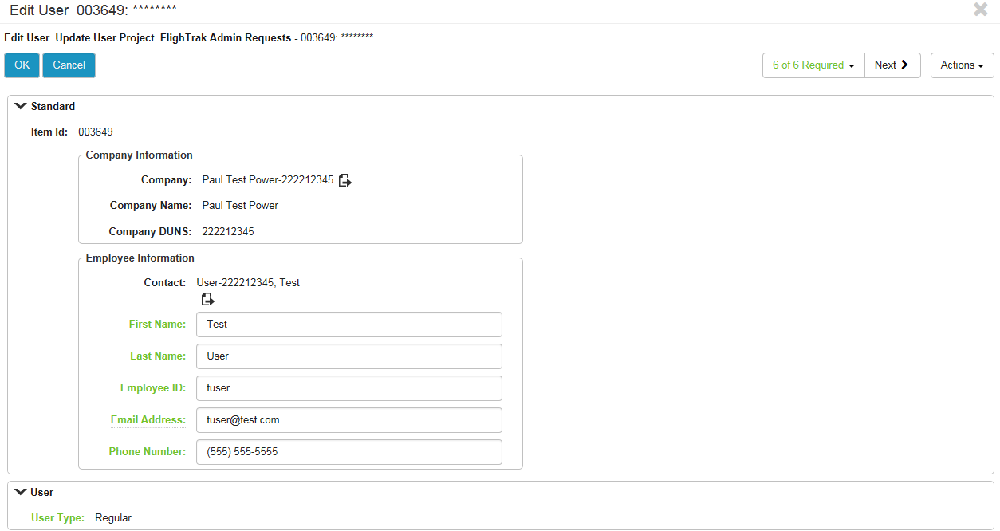 Edit User 003649: ********
Edit User Update User Project FlighTrak Admin Requests - 003649: ********
OK Cancel 6 of 6 Required Next Actions
Standard
Item Id: 003649
Company Information
Company: Paul Test Power-222212345
Company Name: Paul Test Power
Company DUNS: 222212345
Employee Information
Contact: User-222212345, Test
First Name: Test
Last Name: User
Employee ID: tuser
Email Address: tuser@test.com
Phone Number: (555) 555-5555
User
User Type: Regular